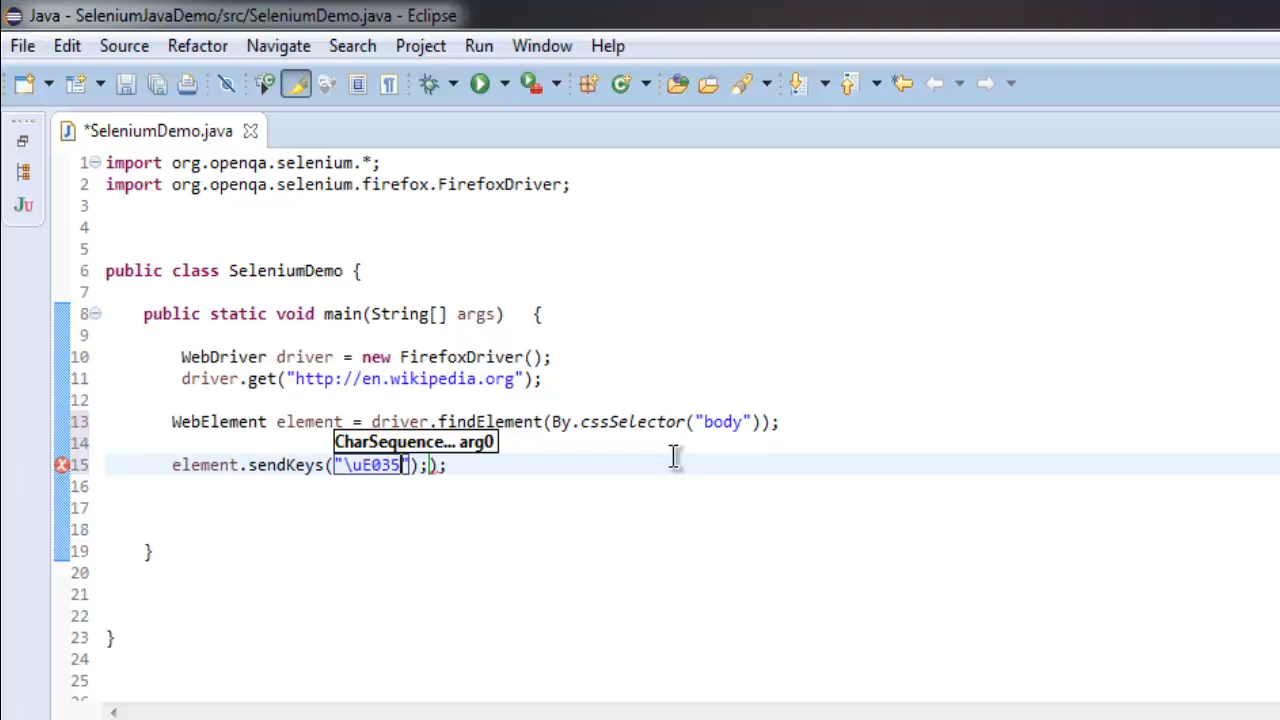 Java - SeleniumJavaDemo/src/SeleniumDemo.java - Eclipse
File Edit Source Refactor Navigate Search Project Run Window Help
*SeleniumDemo.java
1 import org.openqa.selenium.*;
2 import org.openqa.selenium.firefox.FirefoxDriver;
3
4
5
6 public class SeleniumDemo {
7
8 public static void main(String[] args) {
9
10 WebDriver driver = new FirefoxDriver();
11 driver.get("http://en.wikipedia.org");
12
13 WebElement element = driver.findElement(By.cssSelector("body"));
14 CharSequence... arg0
15 element.sendKeys("\uE035"););
16
17
18
19 }
20
21
22
23 }
24
25
JU